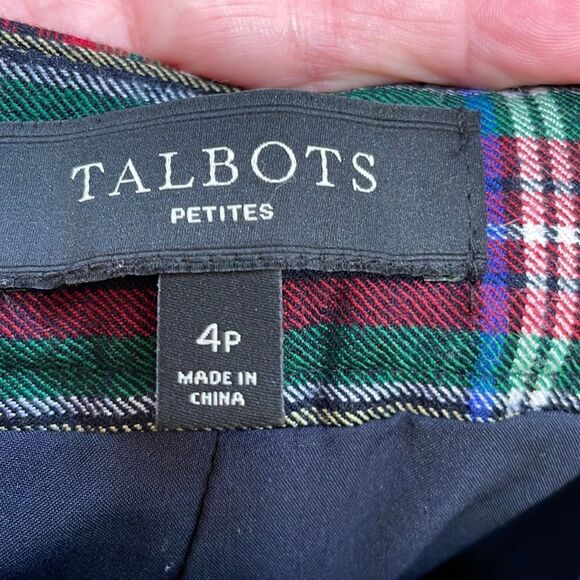 TALBOTS
PETITES
4P
MADE IN
CHINA